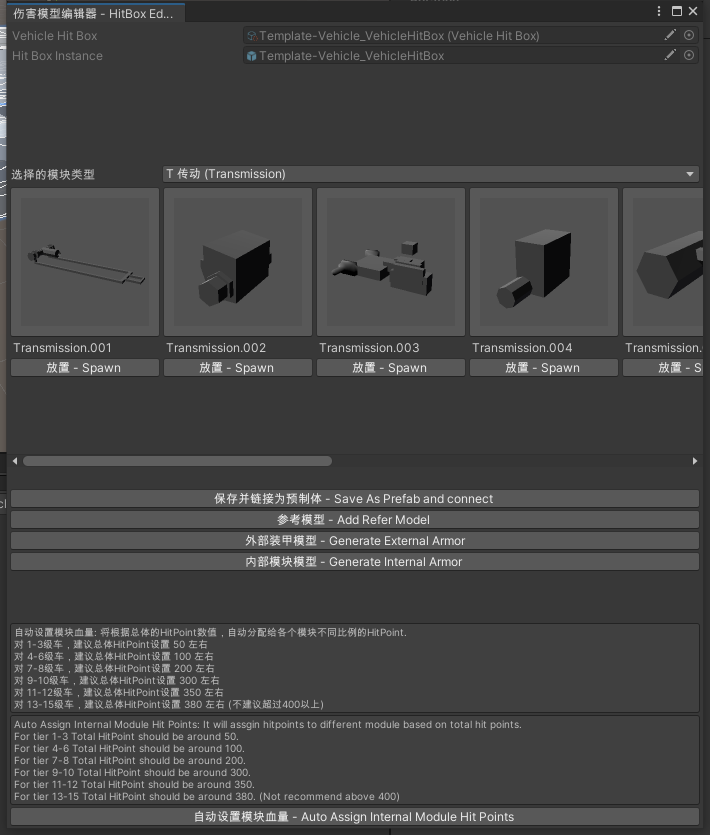 伤害模型编辑器 - HitBox Ed...
Vehicle Hit Box
Template-Vehicle_VehicleHitBox (Vehicle Hit Box)
Hit Box Instance
Template-Vehicle_VehicleHitBox
选择的模块类型
T 传动 (Transmission)
Transmission.001
Transmission.002
Transmission.003
Transmission.004
Transmission.
放置 - Spawn
放置 - Spawn
放置 - Spawn
放置 - Spawn
放置 - S
保存并链接为预制体 - Save As Prefab and connect
参考模型 - Add Refer Model
外部装甲模型 - Generate External Armor
内部模块模型 - Generate Internal Armor
自动设置模块血量: 将根据总体的HitPoint数值，自动分配给各个模块不同比例的HitPoint.
对 1-3级车，建议总体HitPoint设置 50 左右
对 4-6级车，建议总体HitPoint设置 100 左右
对 7-8级车，建议总体HitPoint设置 200 左右
对 9-10级车，建议总体HitPoint设置 300 左右
对 11-12级车，建议总体HitPoint设置 350 左右
对 13-15级车，建议总体HitPoint设置 380 左右 (不建议超过400以上)
Auto Assign Internal Module Hit Points: It will assgin hitpoints to different module based on total hit points.
For tier 1-3 Total HitPoint should be around 50.
For tier 4-6 Total HitPoint should be around 100.
For tier 7-8 Total HitPoint should be around 200.
For tier 9-10 Total HitPoint should be around 300.
For tier 11-12 Total HitPoint should be around 350.
For tier 13-15 Total HitPoint should be around 380. (Not recommend above 400)
自动设置模块血量 - Auto Assign Internal Module Hit Points